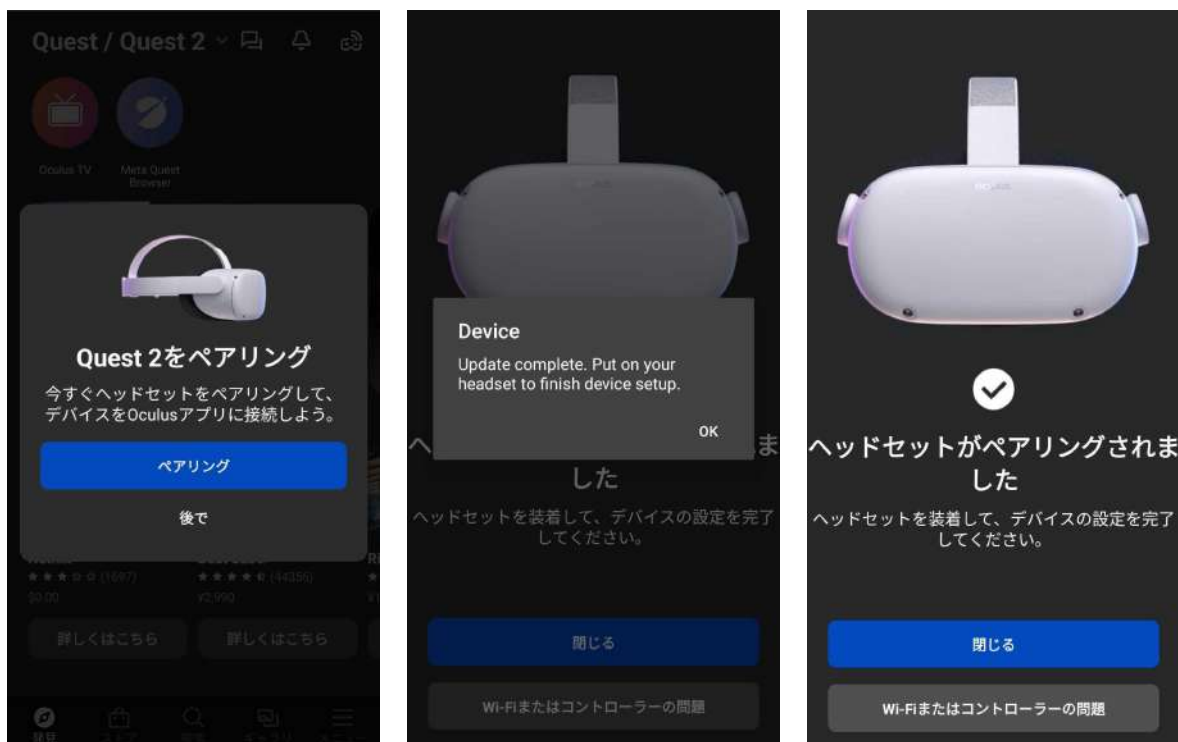 Quest / Quest 2
Oculus TV
Meta Quest
Browser
Quest 2をペアリング
今すぐヘッドセットをペアリングして、
デバイスをOculusアプリに接続しよう。
ペアリング
後で
(1697)
(44356)
$0.00
¥2,990
詳しくはこちら
詳しくはこちら
発見
ストア
メニュー
Device
Update complete. Put on your
headset to finish device setup.
OK
した
ヘッドセットを装着して、デバイスの設定を完了
してください。
閉じる
Wi-Fiまたはコントローラーの問題
ヘッドセットがペアリングされま
した
ヘッドセットを装着して、デバイスの設定を完了
してください。
閉じる
Wi-Fiまたはコントローラーの問題